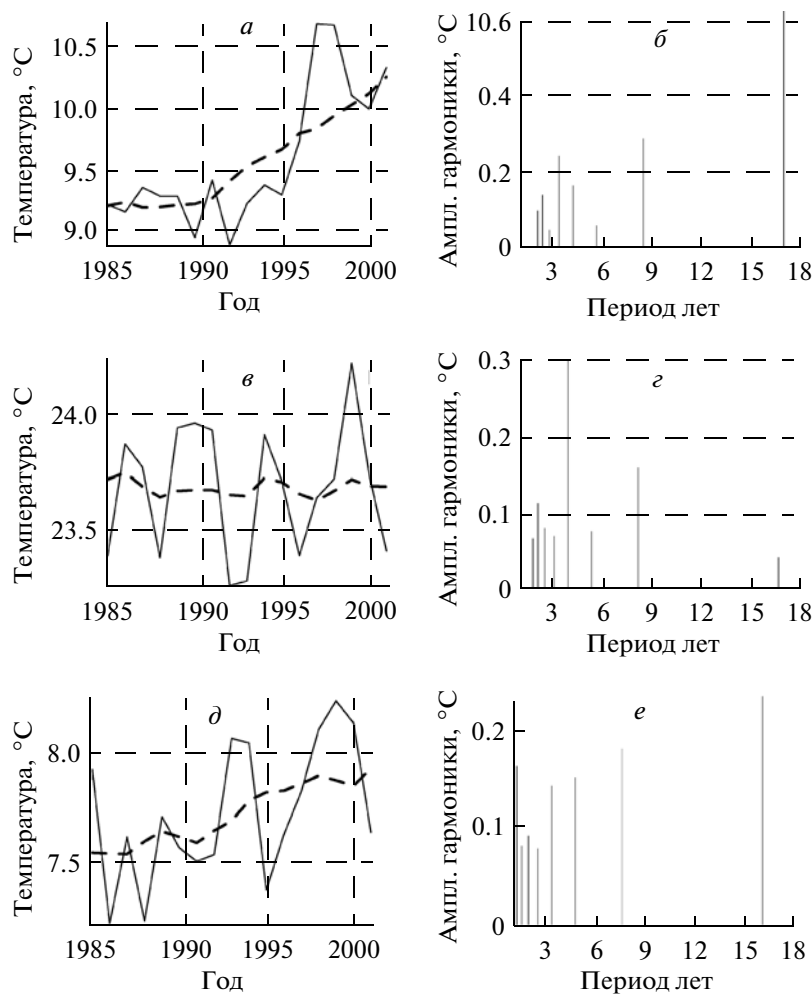 а
Температура, °C
10.5
10.0
9.5
9.0
1985 1990 1995 2000
Год
б
Ампл. гармоники, °C
10.6
0.4
0.2
0
3 6 9 12 15 18
Период лет
в
Температура, °C
24.0
23.5
1985 1990 1995 2000
Год
г
Ампл. гармоники, °C
0.3
0.2
0.1
0
3 6 9 12 15 18
Период лет
д
Температура, °C
8.0
7.5
1985 1990 1995 2000
Год
е
Ампл. гармоники, °C
0.2
0.1
0
3 6 9 12 15 18
Период лет